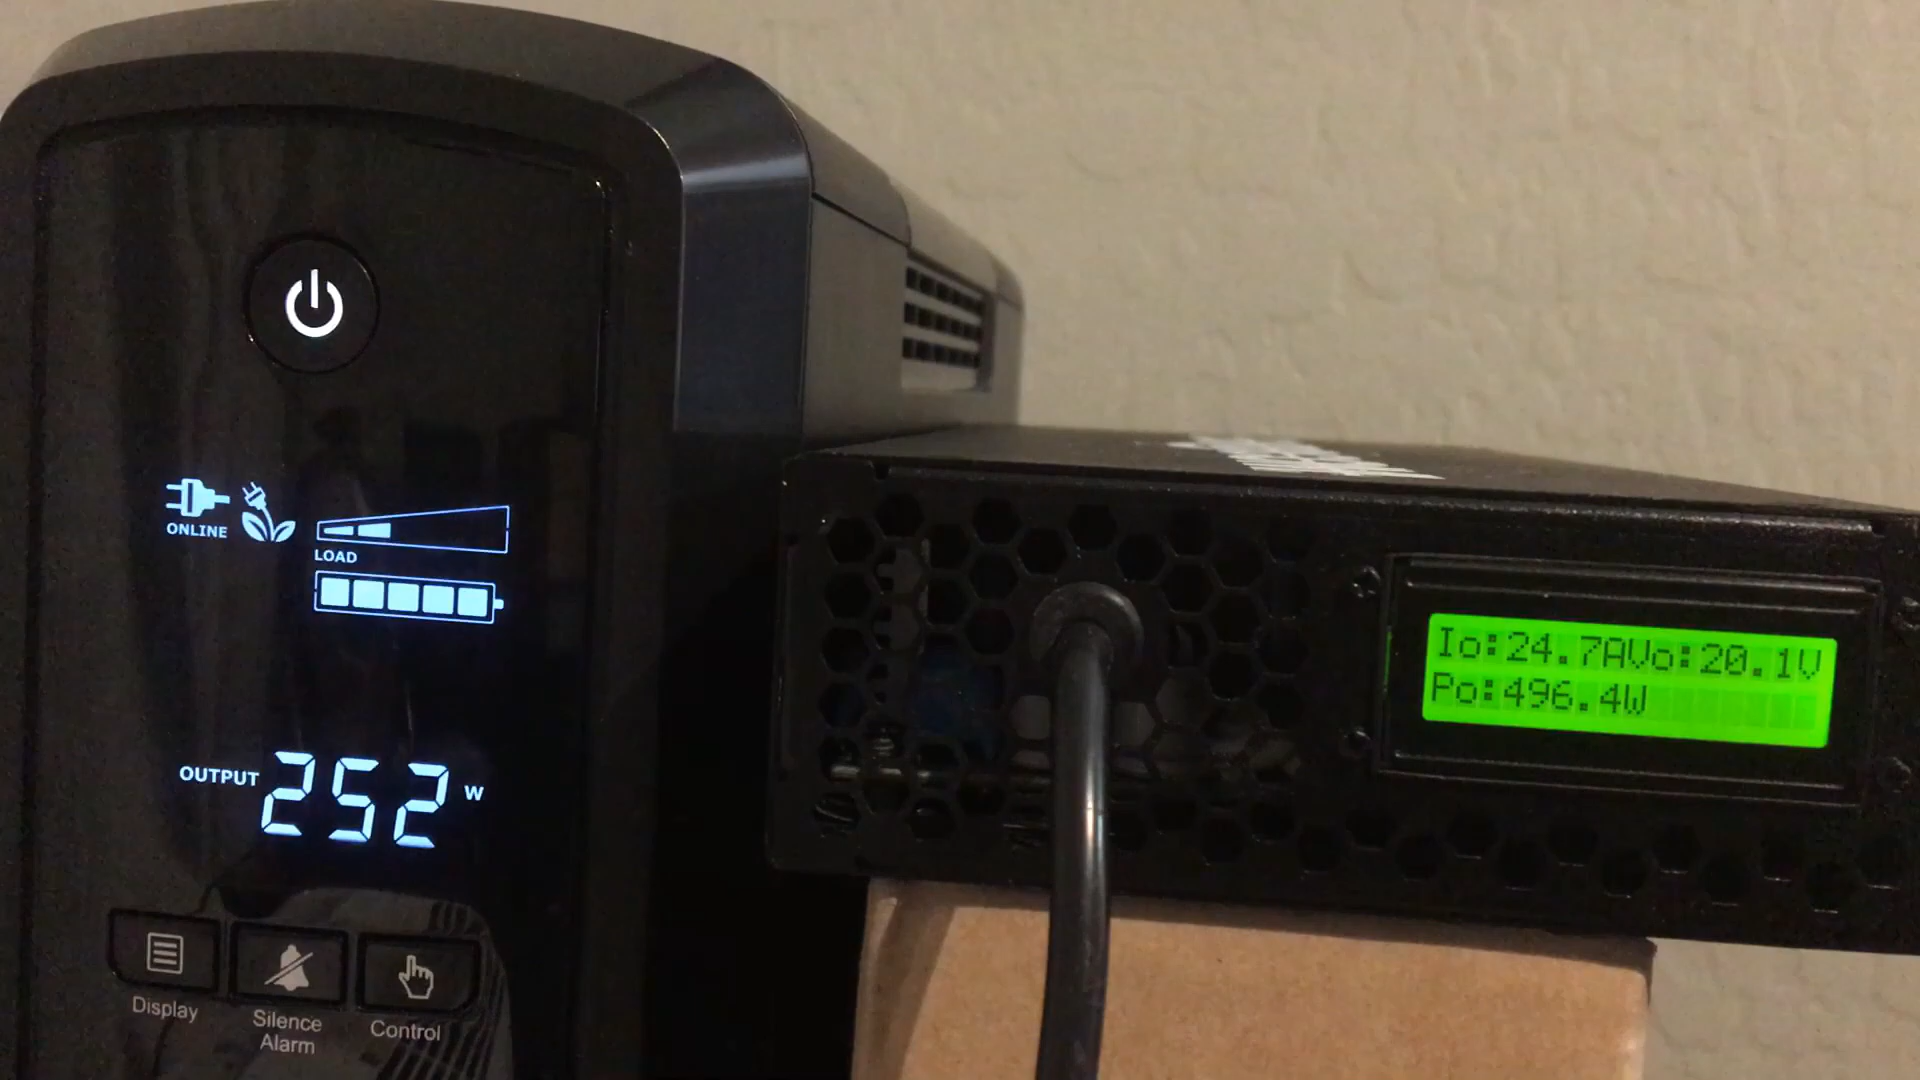 ONLINE
LOAD
OUTPUT 252 W
Display
Silence
Alarm
Control
Io:24.7AVo:20.1V
Po:496.4W